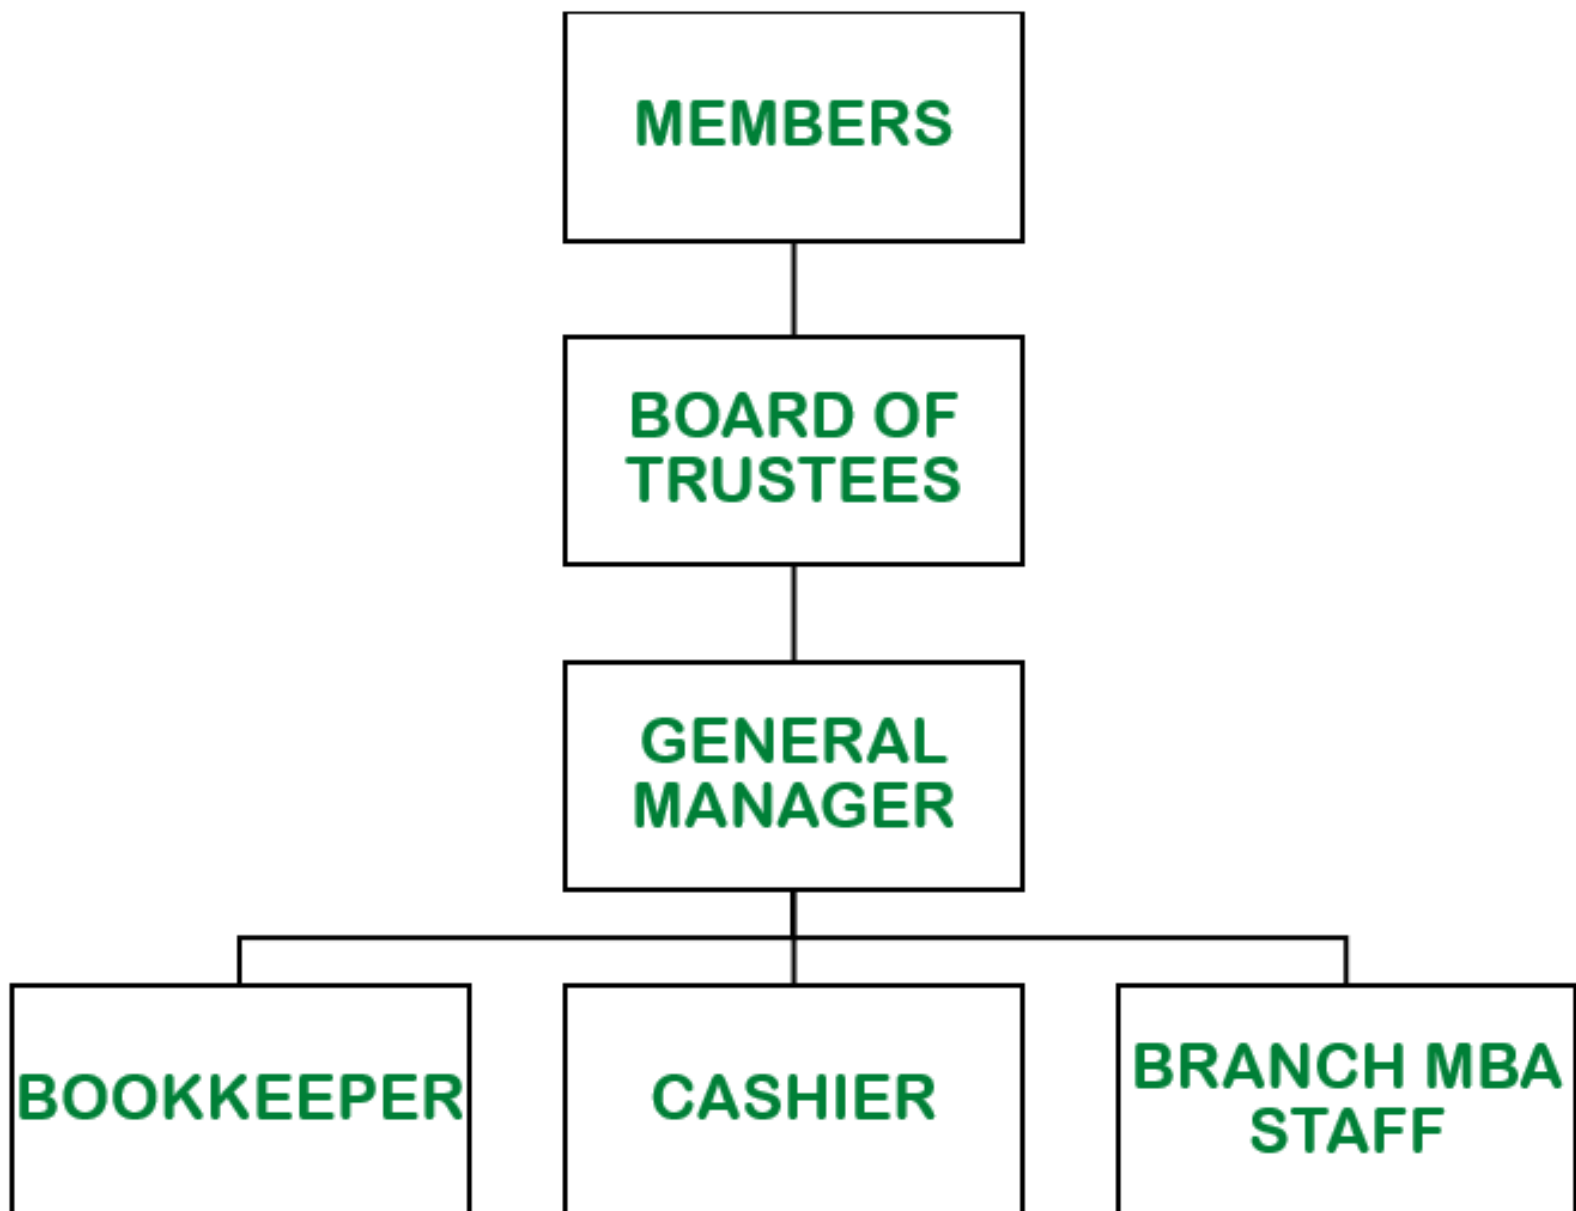 MEMBERS
BOARD OF
TRUSTEES
GENERAL
MANAGER
BOOKKEEPER
CASHIER
BRANCH MBA
STAFF